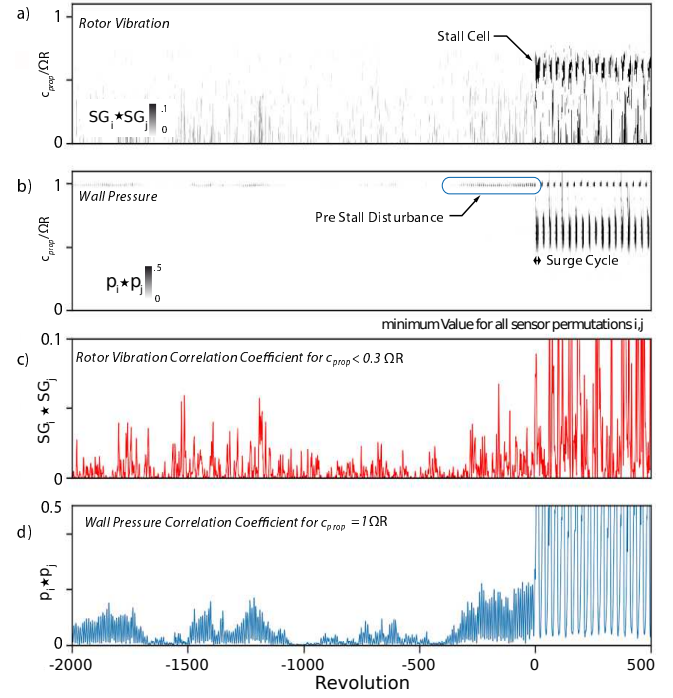 a)
1
Rotor Vibration
Stall Cell
c_prop/ΩR
SG_i★SG_j
.1
0
0
b)
1
Wall Pressure
Pre Stall Disturbance
c_prop/ΩR
p_i★p_j
.5
0
Surge Cycle
0
minimum Value for all sensor permutations i,j
c)
0.1
Rotor Vibration Correlation Coefficient for c_prop< 0.3 ΩR
SG_i ★ SG_j
0
d)
0.5
Wall Pressure Correlation Coefficient for c_prop =1ΩR
p_i★p_j
0
-2000 -1500 -1000 -500 0 500
Revolution